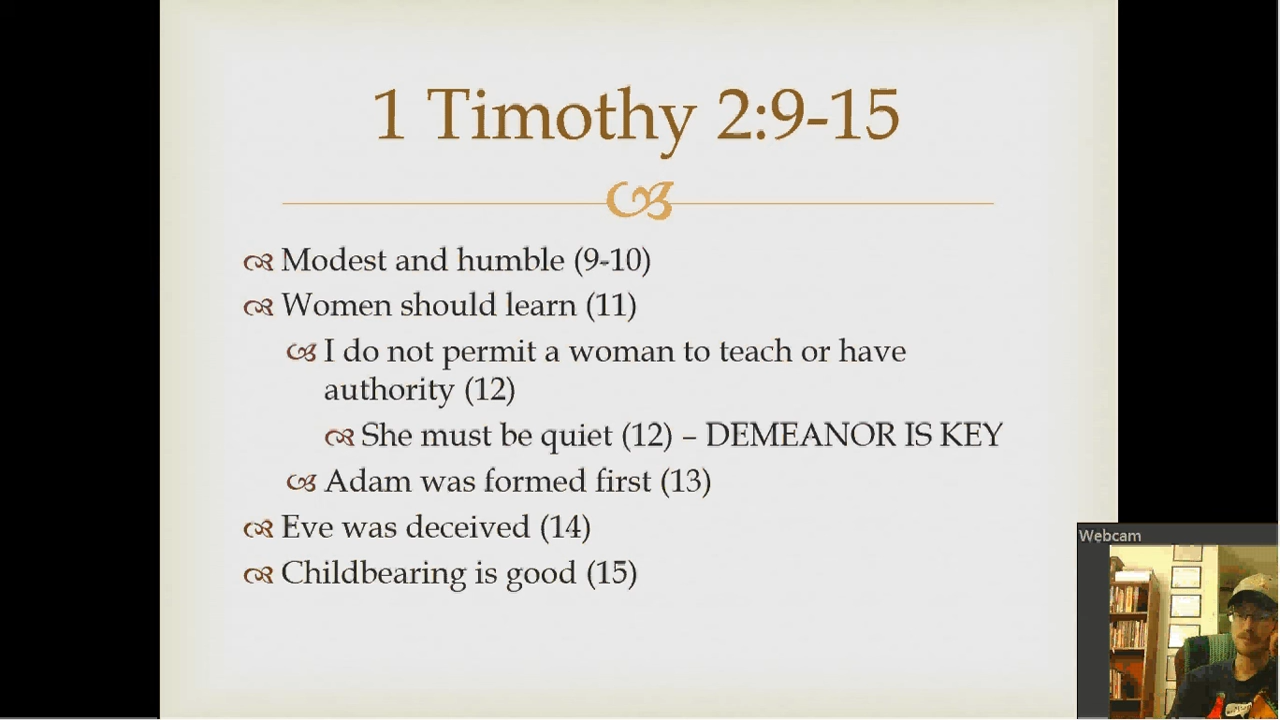 1 Timothy 2:9-15
Modest and humble (9-10)
Women should learn (11)
I do not permit a woman to teach or have
authority (12)
She must be quiet (12) – DEMEANOR IS KEY
Adam was formed first (13)
Eve was deceived (14)
Childbearing is good (15)
Webcam